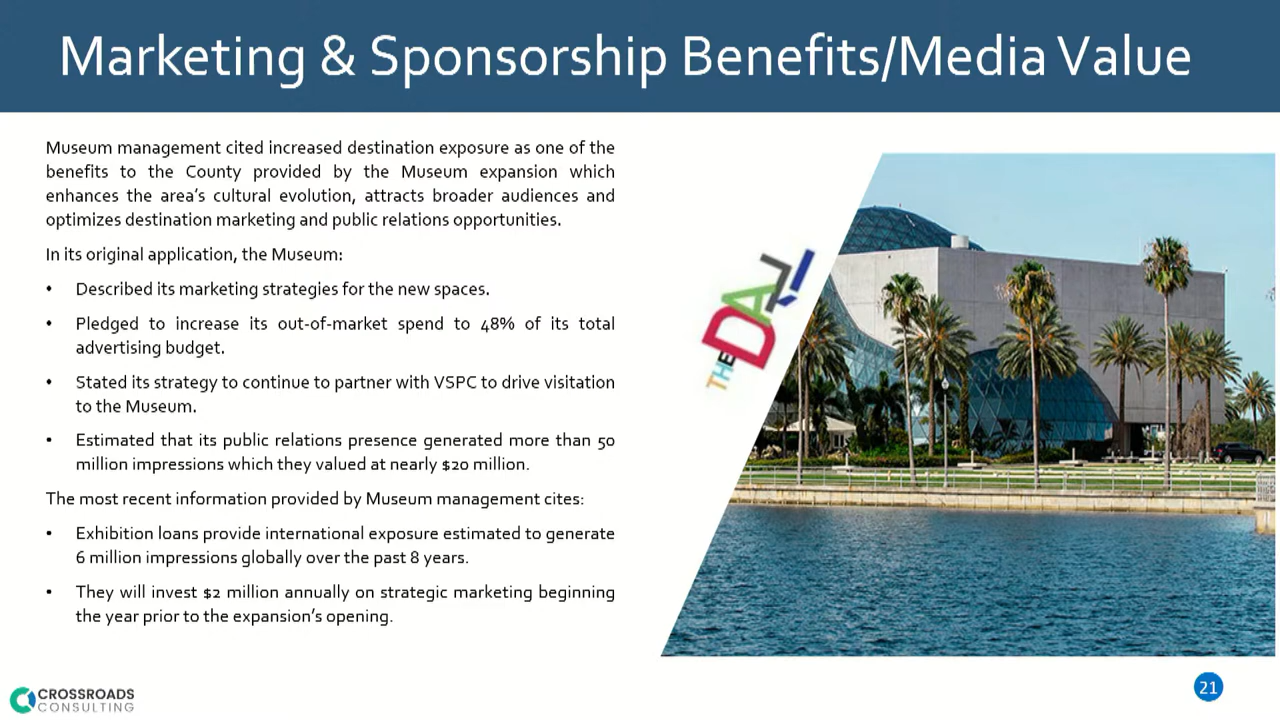 Marketing & Sponsorship Benefits/Media Value
Museum management cited increased destination exposure as one of the
benefits to the County provided by the Museum expansion which
enhances the area's cultural evolution, attracts broader audiences and
optimizes destination marketing and public relations opportunities.
In its original application, the Museum:
• Described its marketing strategies for the new spaces.
• Pledged to increase its out-of-market spend to 48% of its total
advertising budget.
• Stated its strategy to continue to partner with VSPC to drive visitation
to the Museum.
• Estimated that its public relations presence generated more than 50
million impressions which they valued at nearly $20 million.
The most recent information provided by Museum management cites:
• Exhibition loans provide international exposure estimated to generate
6 million impressions globally over the past 8 years.
• They will invest $2 million annually on strategic marketing beginning
the year prior to the expansion's opening.
THE DALÍ
CROSSROADS
CONSULTING
21